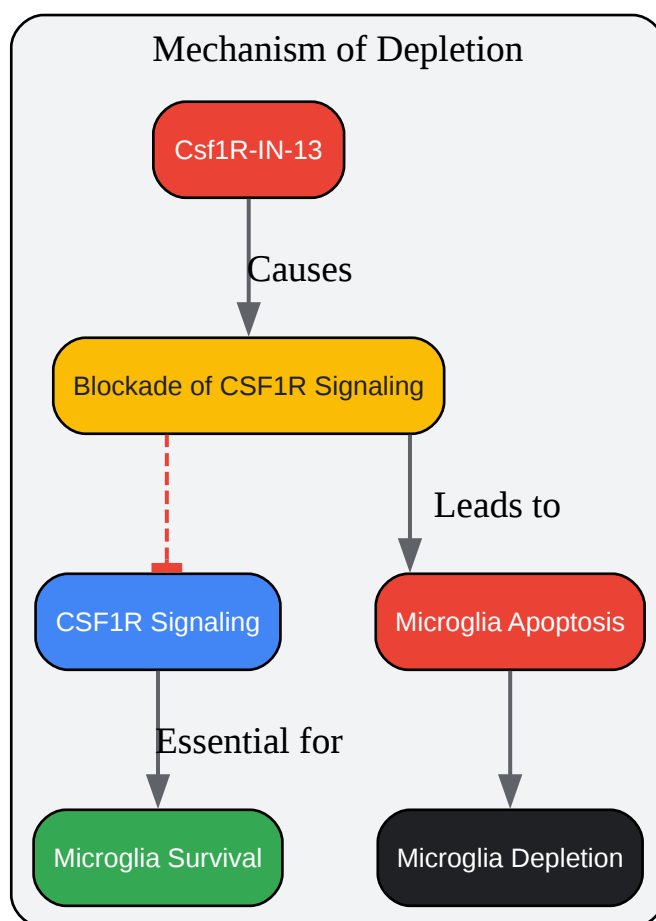 Mechanism of Depletion
Csf1R-IN-13
Causes
Blockade of CSF1R Signaling
Leads to
CSF1R Signaling
Microglia Apoptosis
Essential for
Microglia Survival
Microglia Depletion